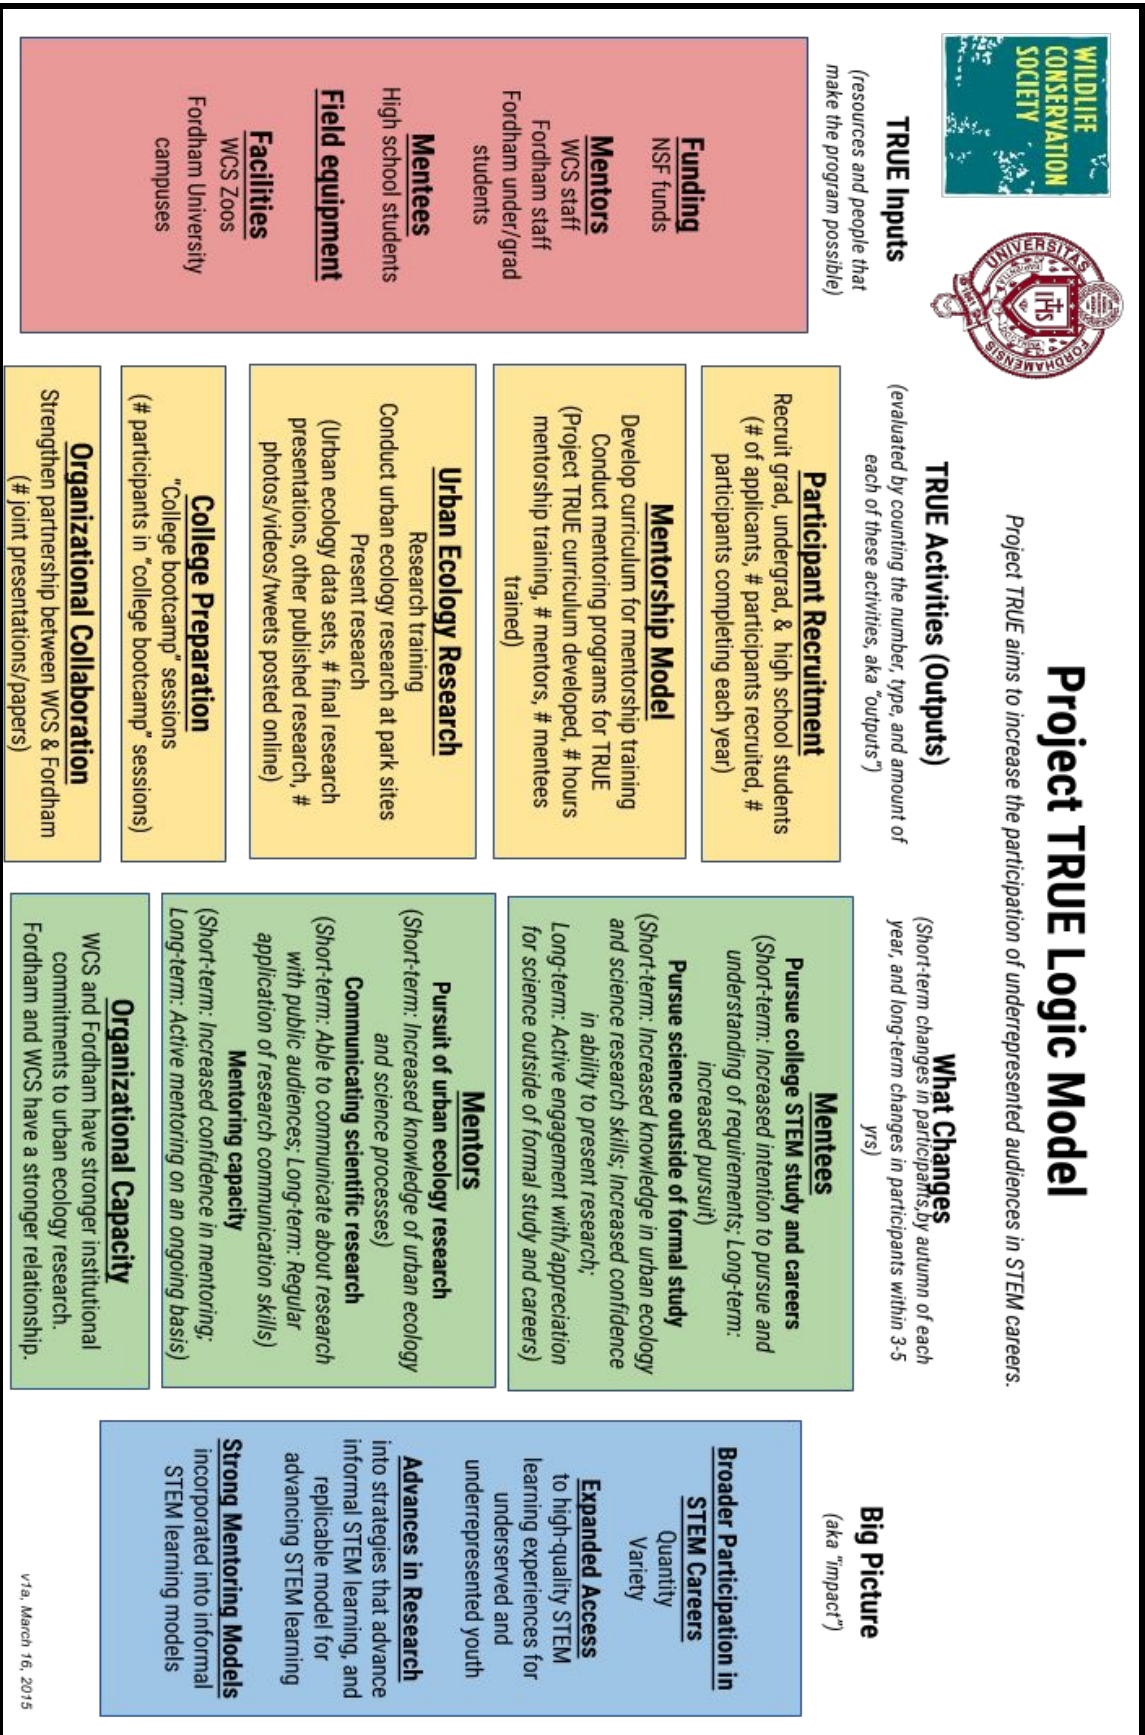 WILDLIFE
CONSERVATION
SOCIETY
UNIVERSITAS
FORDHAMENSIS
IHS
1841
Project TRUE Logic Model
Project TRUE aims to increase the participation of underrepresented audiences in STEM careers.
TRUE Inputs
(resources and people that
make the program possible)
Funding
NSF funds
Mentors
WCS staff
Fordham staff
Fordham under/grad
students
Mentees
High school students
Field equipment
Facilities
WCS Zoos
Fordham University
campuses
TRUE Activities (Outputs)
(evaluated by counting the number, type, and amount of
each of these activities, aka "outputs")
Participant Recruitment
Recruit grad, undergrad, & high school students
(# of applicants, # participants recruited, #
participants completing each year)
Mentorship Model
Develop curriculum for mentorship training
Conduct mentoring programs for TRUE
(Project TRUE curriculum developed, # hours
mentorship training, # mentors, # mentees
trained)
Urban Ecology Research
Research training
Conduct urban ecology research at park sites
Present research
(Urban ecology data sets, # final research
presentations, other published research, #
photos/videos/tweets posted online)
College Preparation
"College bootcamp" sessions
(# participants in "college bootcamp" sessions)
Organizational Collaboration
Strengthen partnership between WCS & Fordham
(# joint presentations/papers)
What Changes
(Short-term changes in participants by autumn of each
year, and long-term changes in participants within 3-5
yrs)
Mentees
Pursue college STEM study and careers
(Short-term: Increased intention to pursue and
understanding of requirements; Long-term:
increased pursuit)
Pursue science outside of formal study
(Short-term: Increased knowledge in urban ecology
and science research skills; Increased confidence
in ability to present research;
Long-term: Active engagement with/appreciation
for science outside of formal study and careers)
Mentors
Pursuit of urban ecology research
(Short-term: Increased knowledge of urban ecology
and science processes)
Communicating scientific research
(Short-term: Able to communicate about research
with public audiences; Long-term: Regular
application of research communication skills)
Mentoring capacity
(Short-term: Increased confidence in mentoring;
Long-term: Active mentoring on an ongoing basis)
Organizational Capacity
WCS and Fordham have stronger institutional
commitments to urban ecology research.
Fordham and WCS have a stronger relationship.
Big Picture
(aka "impact")
Broader Participation in
STEM Careers
Quantity
Variety
Expanded Access
to high-quality STEM
learning experiences for
underserved and
underrepresented youth
Advances in Research
into strategies that advance
informal STEM learning, and
replicable model for
advancing STEM learning
Strong Mentoring Models
incorporated into informal
STEM learning models
v1a, March 16, 2015